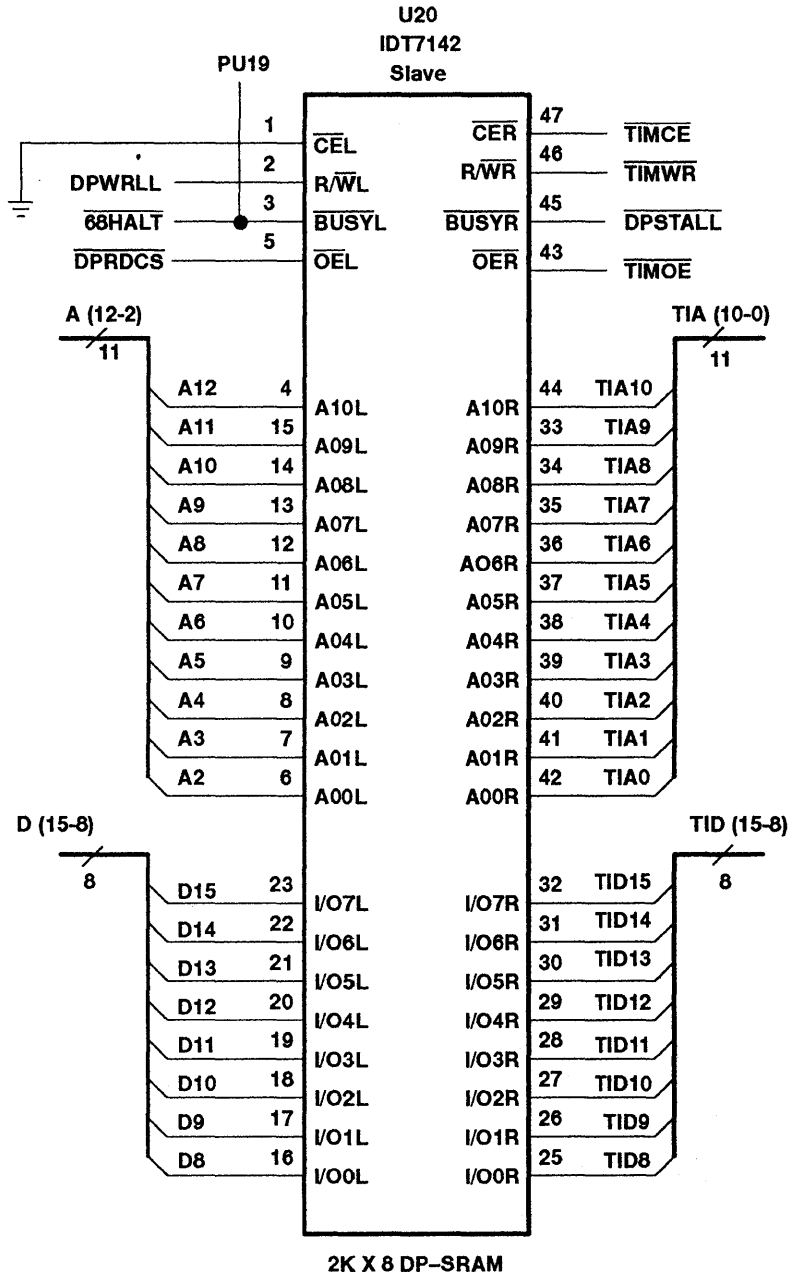 U20
IDT7142
Slave
PU19
1 CEL CER 47 TIMCE
DPWRLL 2 R/WL R/WR 46 TIMWR
68HALT 3 BUSYL BUSYR 45 DPSTALL
DPRDCS 5 OEL OER 43 TIMOE
A (12-2) TIA (10-0)
11 11
A12 4 A10L A10R 44 TIA10
A11 15 A09L A09R 33 TIA9
A10 14 A08L A08R 34 TIA8
A9 13 A07L A07R 35 TIA7
A8 12 A06L AO6R 36 TIA6
A7 11 A05L A05R 37 TIA5
A6 10 A04L A04R 38 TIA4
A5 9 A03L A03R 39 TIA3
A4 8 A02L A02R 40 TIA2
A3 7 A01L A01R 41 TIA1
A2 6 A00L A00R 42 TIA0
D (15-8) TID (15-8)
8 8
D15 23 I/O7L I/O7R 32 TID15
D14 22 I/O6L I/O6R 31 TID14
D13 21 I/O5L I/O5R 30 TID13
D12 20 I/O4L I/O4R 29 TID12
D11 19 I/O3L I/O3R 28 TID11
D10 18 I/O2L I/O2R 27 TID10
D9 17 I/O1L I/O1R 26 TID9
D8 16 I/O0L I/O0R 25 TID8
2K X 8 DP–SRAM